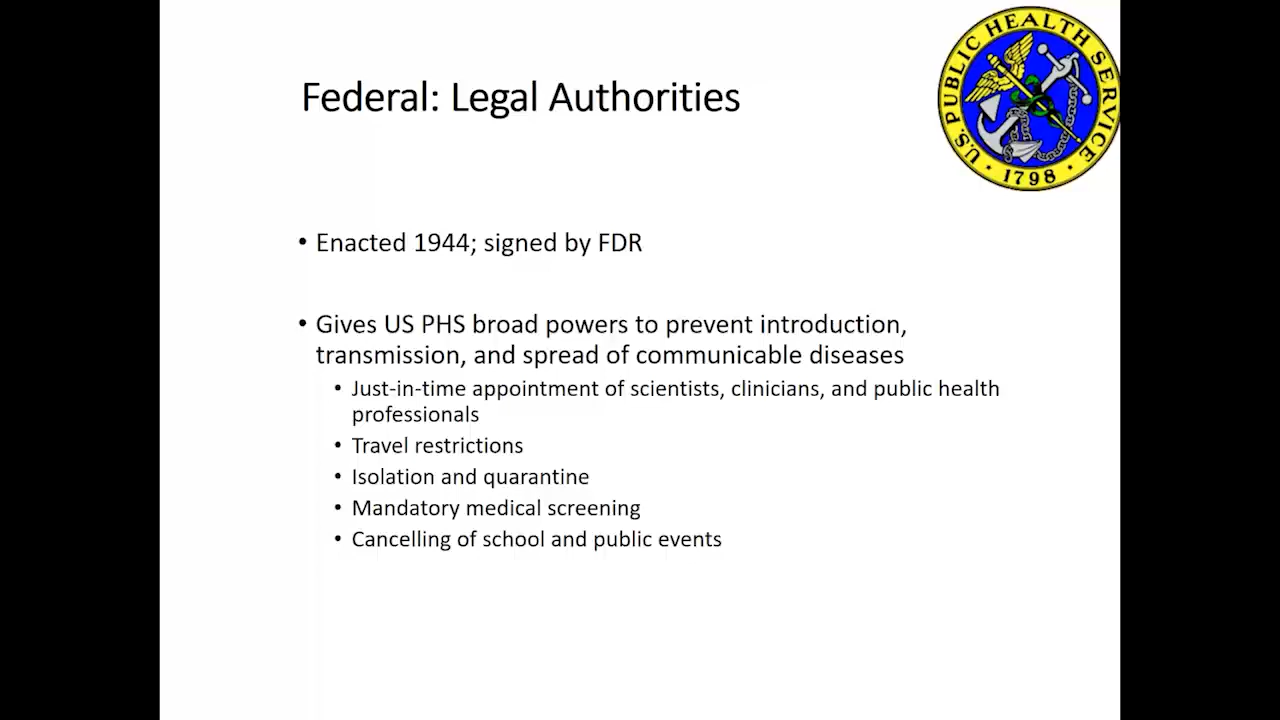 Federal: Legal Authorities
U.S. PUBLIC HEALTH SERVICE
• 1798 •
• Enacted 1944; signed by FDR
• Gives US PHS broad powers to prevent introduction,
transmission, and spread of communicable diseases
• Just-in-time appointment of scientists, clinicians, and public health
professionals
• Travel restrictions
• Isolation and quarantine
• Mandatory medical screening
• Cancelling of school and public events